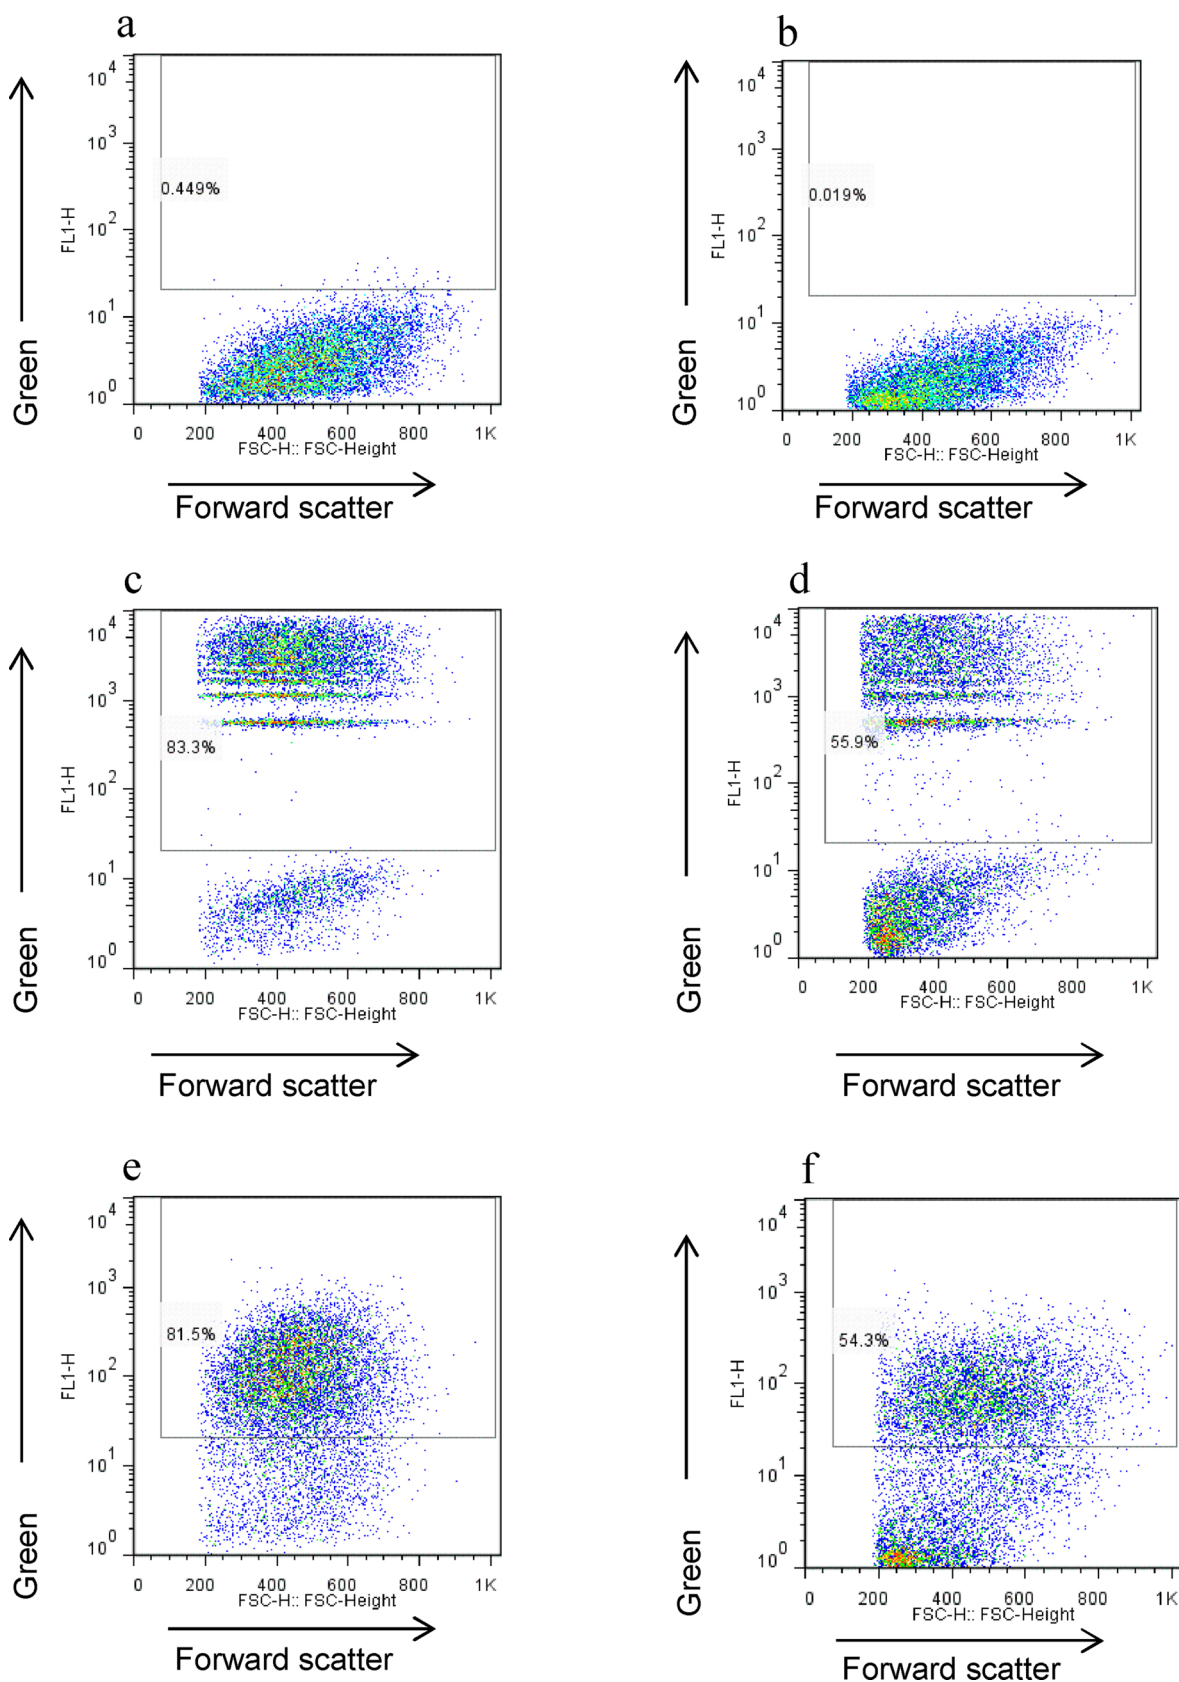 a
Green
FL1-H
10^4
10^3
10^2
10^1
10^0
0.449%
0 200 400 600 800 1K
FSC-H:: FSC-Height
Forward scatter
b
Green
FL1-H
10^4
10^3
10^2
10^1
10^0
0.019%
0 200 400 600 800 1K
FSC-H:: FSC-Height
Forward scatter
c
Green
FL1-H
10^4
10^3
10^2
10^1
10^0
83.3%
0 200 400 600 800 1K
FSC-H:: FSC-Height
Forward scatter
d
Green
FL1-H
10^4
10^3
10^2
10^1
10^0
55.9%
0 200 400 600 800 1K
FSC-H:: FSC-Height
Forward scatter
e
Green
FL1-H
10^4
10^3
10^2
10^1
10^0
81.5%
0 200 400 600 800 1K
FSC-H:: FSC-Height
Forward scatter
f
Green
FL1-H
10^4
10^3
10^2
10^1
10^0
54.3%
0 200 400 600 800 1K
FSC-H:: FSC-Height
Forward scatter